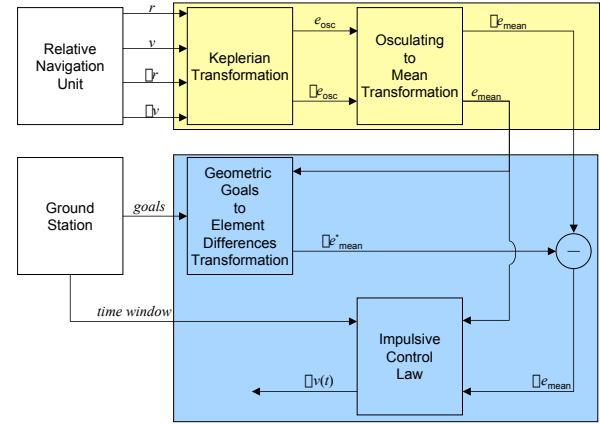 r
v
▯r
▯v
Relative
Navigation
Unit
Keplerian
Transformation
e_osc
▯e_osc
Osculating
to
Mean
Transformation
▯e_mean
e_mean
Ground
Station
goals
time window
Geometric
Goals
to
Element
Differences
Transformation
▯e*_mean
—
Impulsive
Control
Law
▯v(t)
▯e_mean